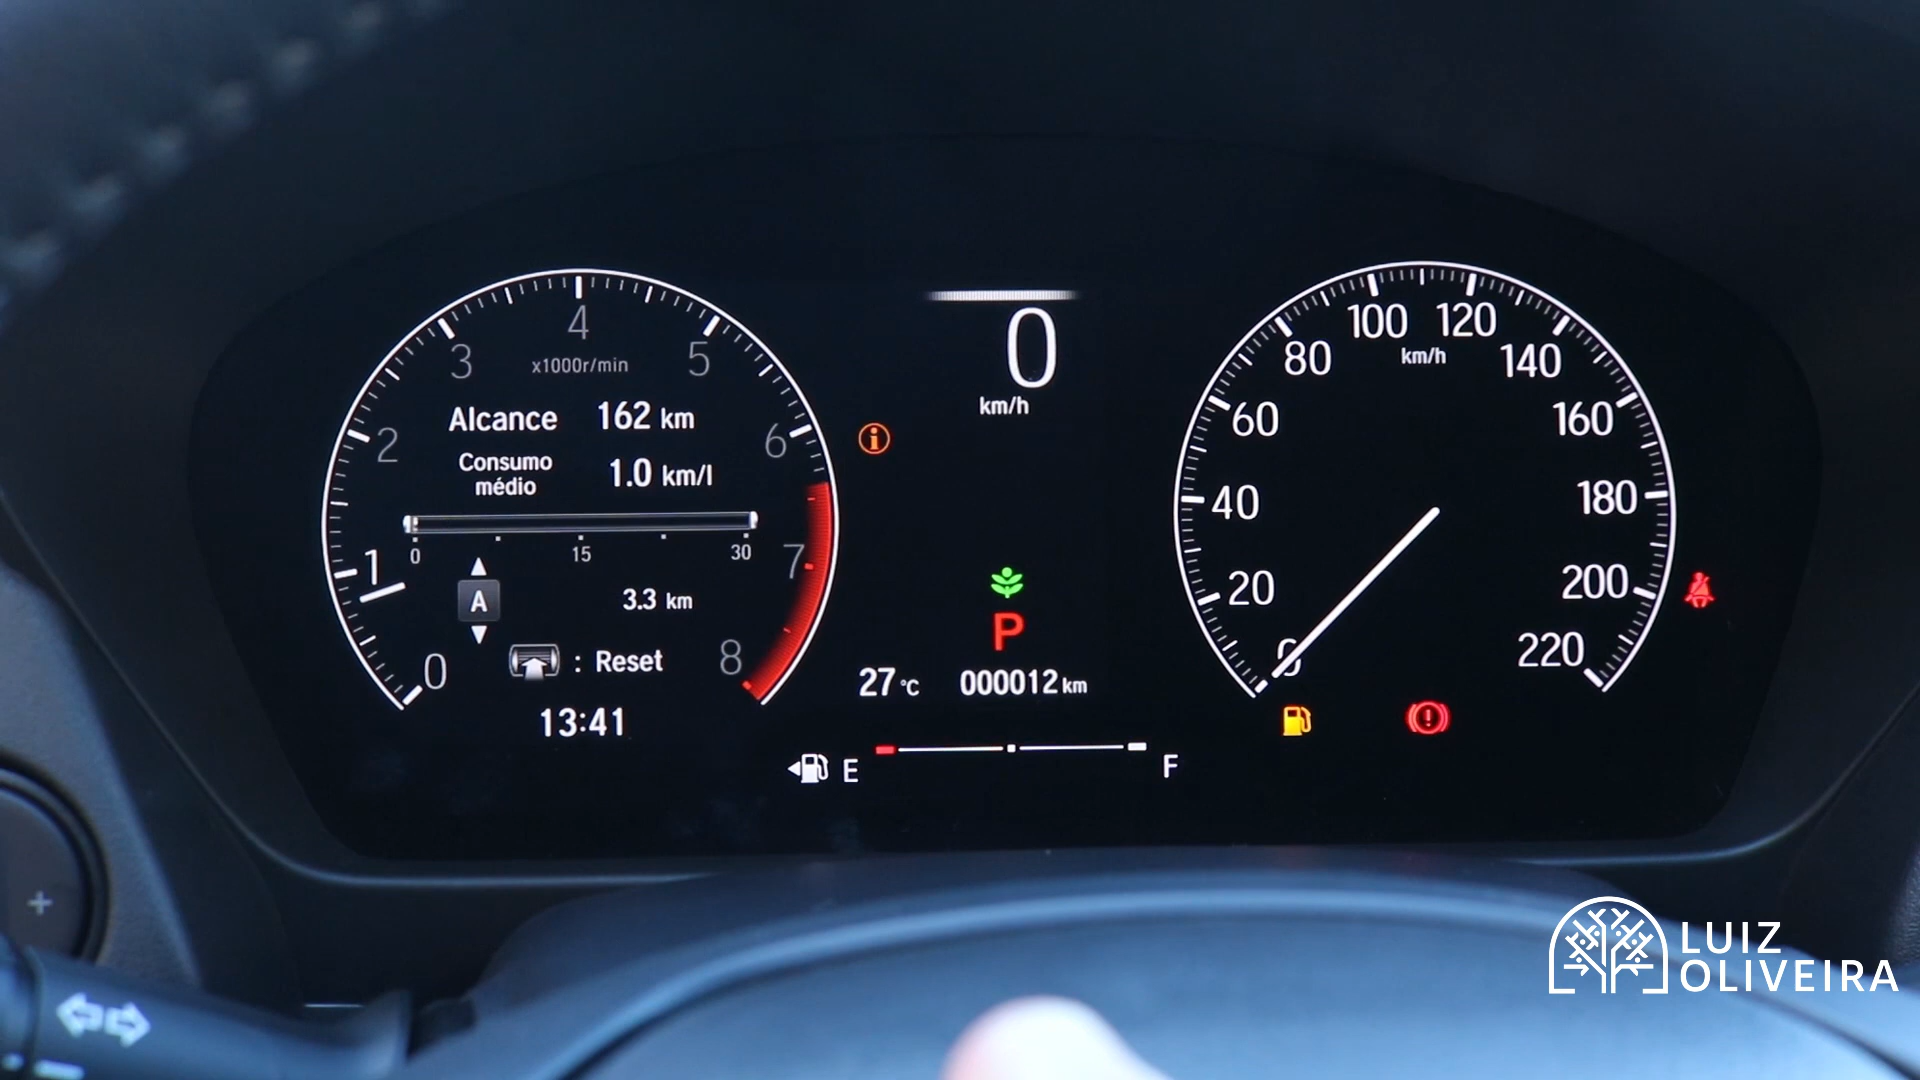 4
3
5
x1000r/min
Alcance 162 km
2
6
Consumo
médio
1.0 km/l
0 15 30
1
7
A
3.3 km
0
: Reset
8
13:41
0
km/h
P
27 °C
000012 km
E
F
100 120
80
km/h
140
60
160
40
180
20
200
0
220
LUIZ
OLIVEIRA